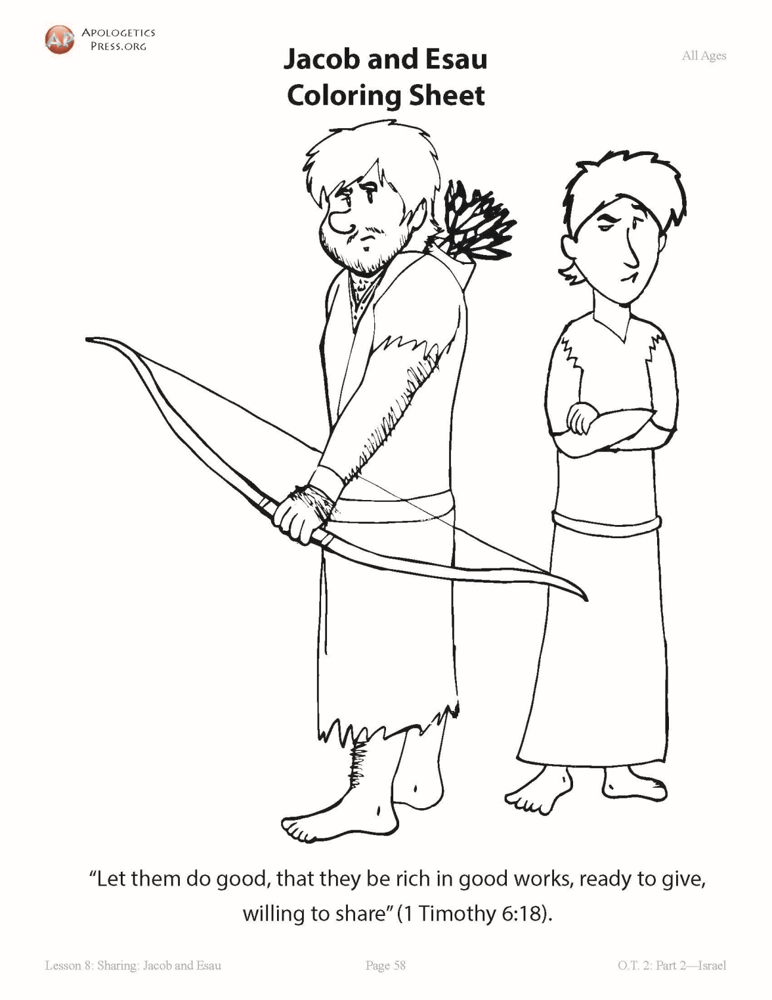 AP
APOLOGETICS
PRESS.ORG
Jacob and Esau
Coloring Sheet
All Ages
“Let them do good, that they be rich in good works, ready to give,
willing to share” (1 Timothy 6:18).
Lesson 8: Sharing: Jacob and Esau
Page 58
O.T. 2: Part 2—Israel